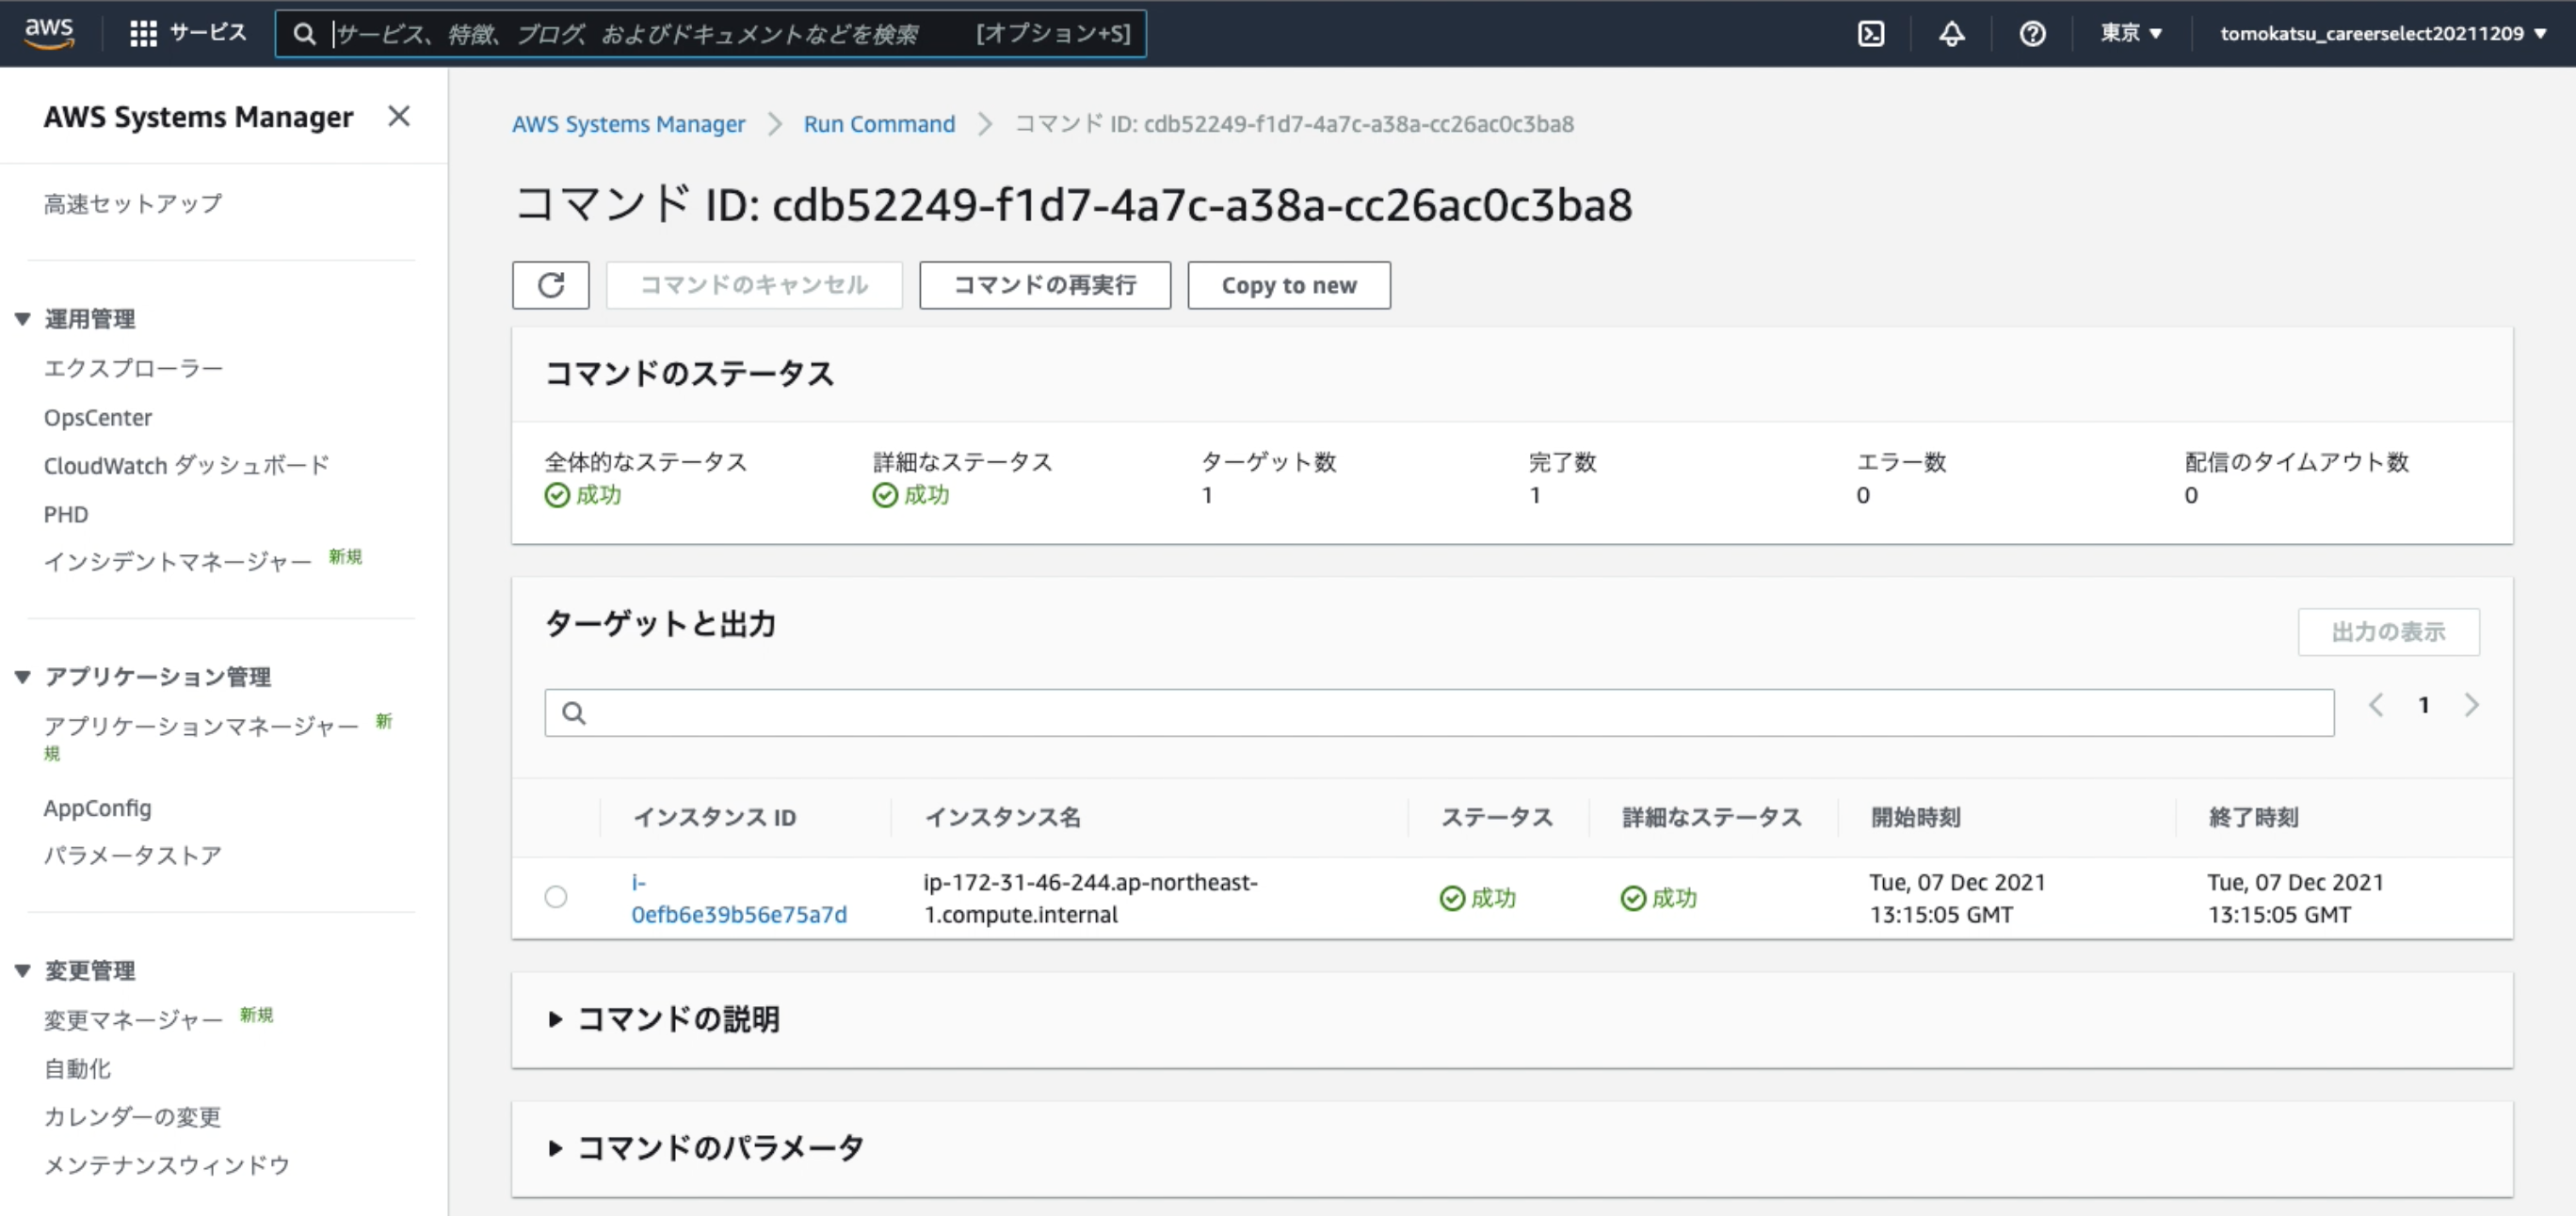 aws
サービス
サービス、特徴、ブログ、およびドキュメントなどを検索 [オプション+S]
東京 ▼
tomokatsu_careerselect20211209 ▼
AWS Systems Manager
高速セットアップ
▼ 運用管理
エクスプローラー
OpsCenter
CloudWatch ダッシュボード
PHD
インシデントマネージャー 新規
▼ アプリケーション管理
アプリケーションマネージャー 新
規
AppConfig
パラメータストア
▼ 変更管理
変更マネージャー 新規
自動化
カレンダーの変更
メンテナンスウィンドウ
AWS Systems Manager > Run Command > コマンド ID: cdb52249-f1d7-4a7c-a38a-cc26ac0c3ba8
コマンド ID: cdb52249-f1d7-4a7c-a38a-cc26ac0c3ba8
コマンドのキャンセル
コマンドの再実行
Copy to new
コマンドのステータス
全体的なステータス
成功
詳細なステータス
成功
ターゲット数
1
完了数
1
エラー数
0
配信のタイムアウト数
0
ターゲットと出力
出力の表示
1
インスタンス ID
インスタンス名
ステータス
詳細なステータス
開始時刻
終了時刻
i-
0efb6e39b56e75a7d
ip-172-31-46-244.ap-northeast-
1.compute.internal
成功
成功
Tue, 07 Dec 2021
13:15:05 GMT
Tue, 07 Dec 2021
13:15:05 GMT
コマンドの説明
コマンドのパラメータ